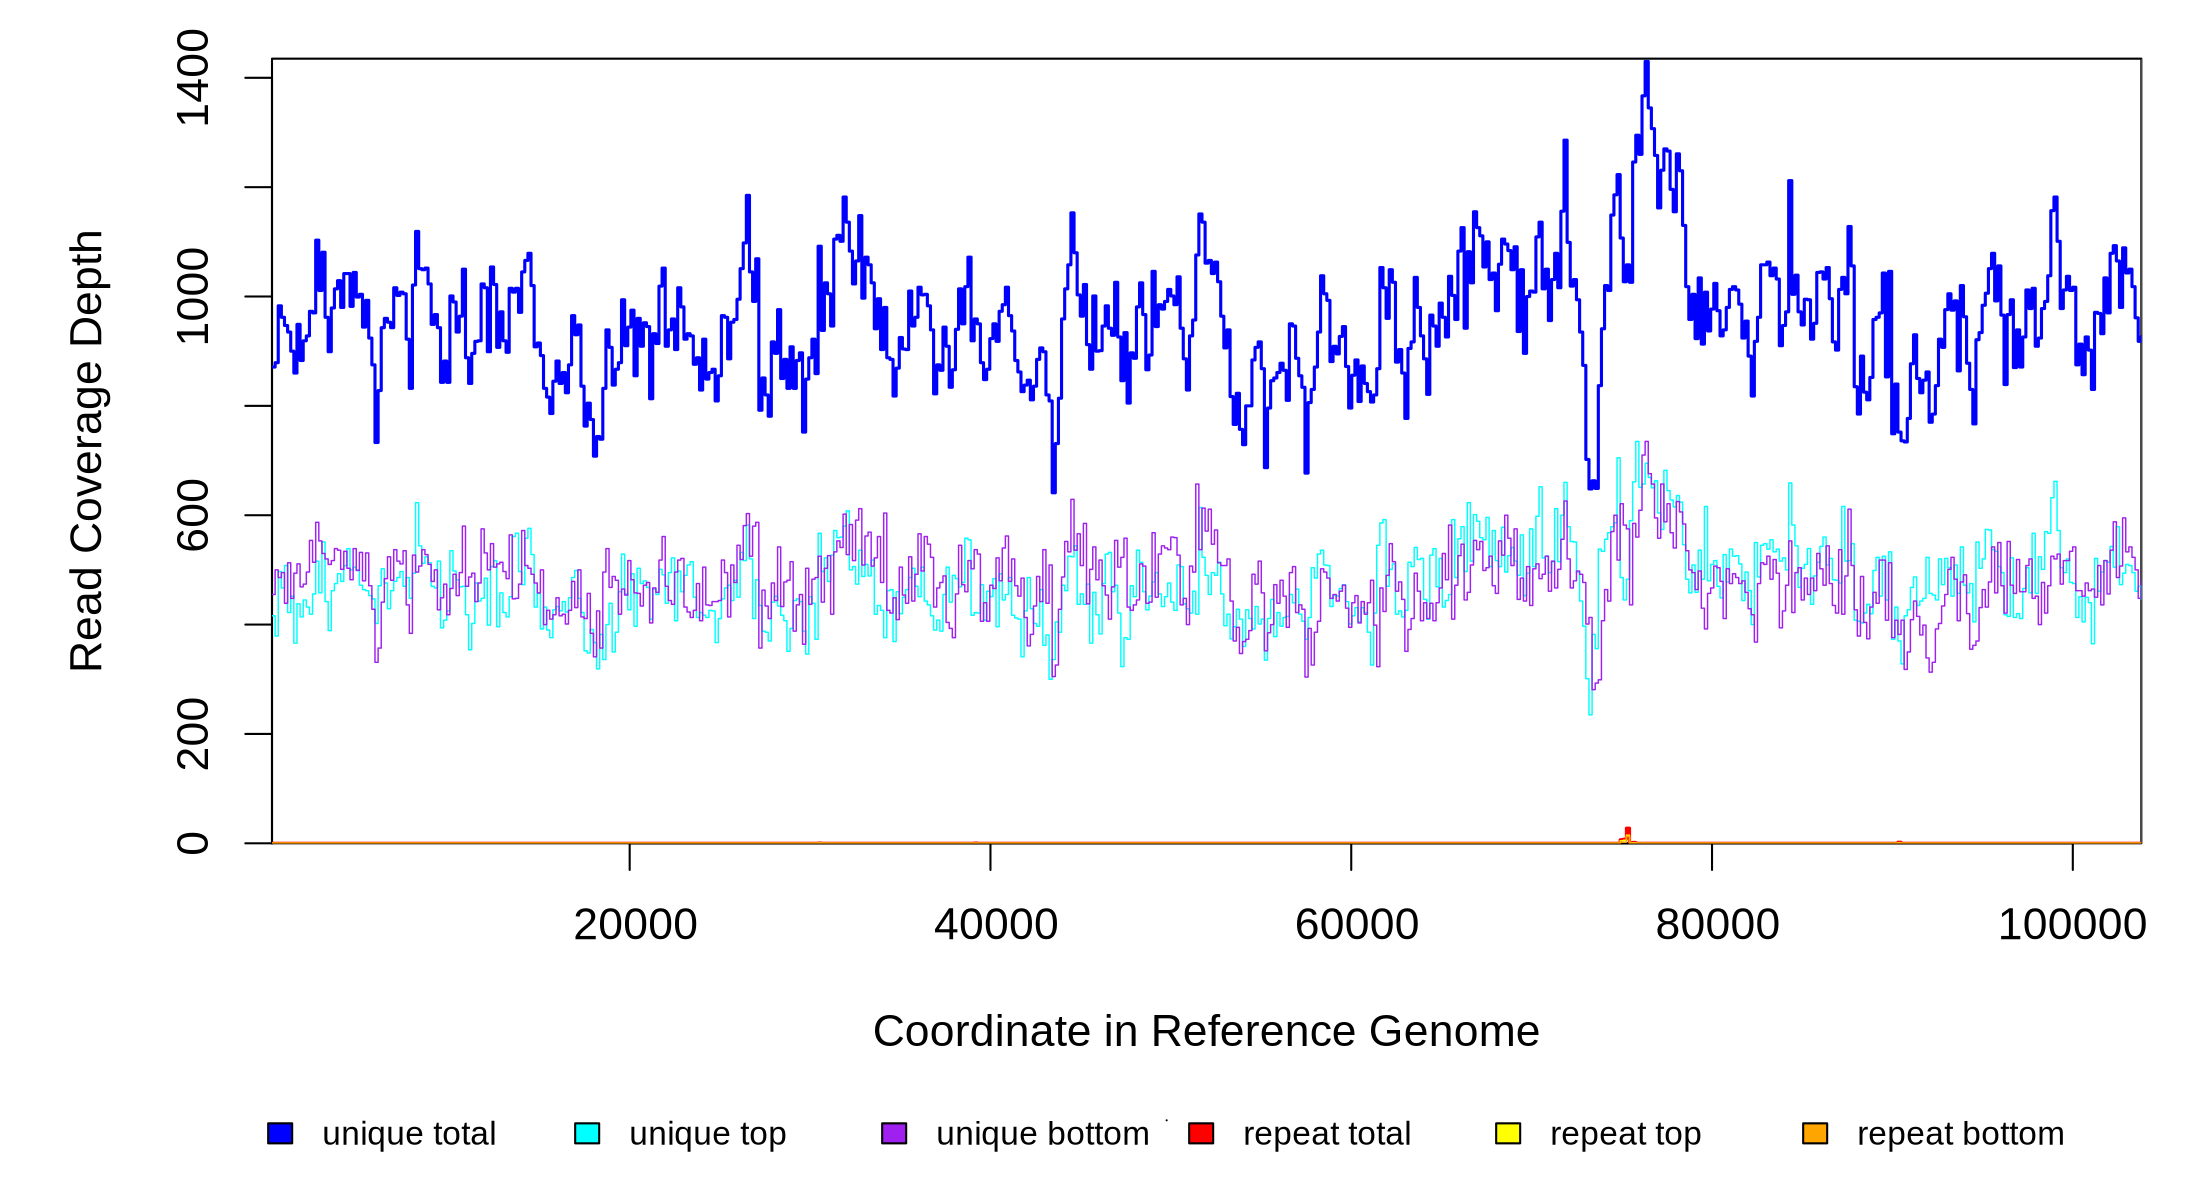 1400
1000
600
200
0
Read Coverage Depth
20000 40000 60000 80000 100000
Coordinate in Reference Genome
unique total unique top unique bottom repeat total repeat top repeat bottom